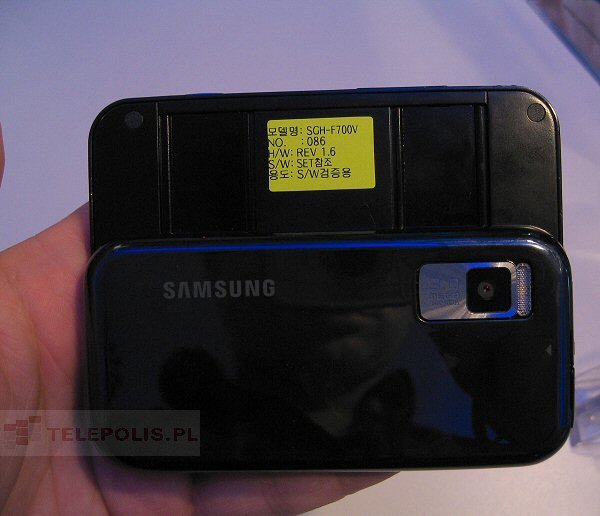 모델명: SGH-F700V
NO. : 086
H/W: REV 1.6
S/W: SET참조
용도: S/W검증용
SAMSUNG
TELEPOLIS.PL